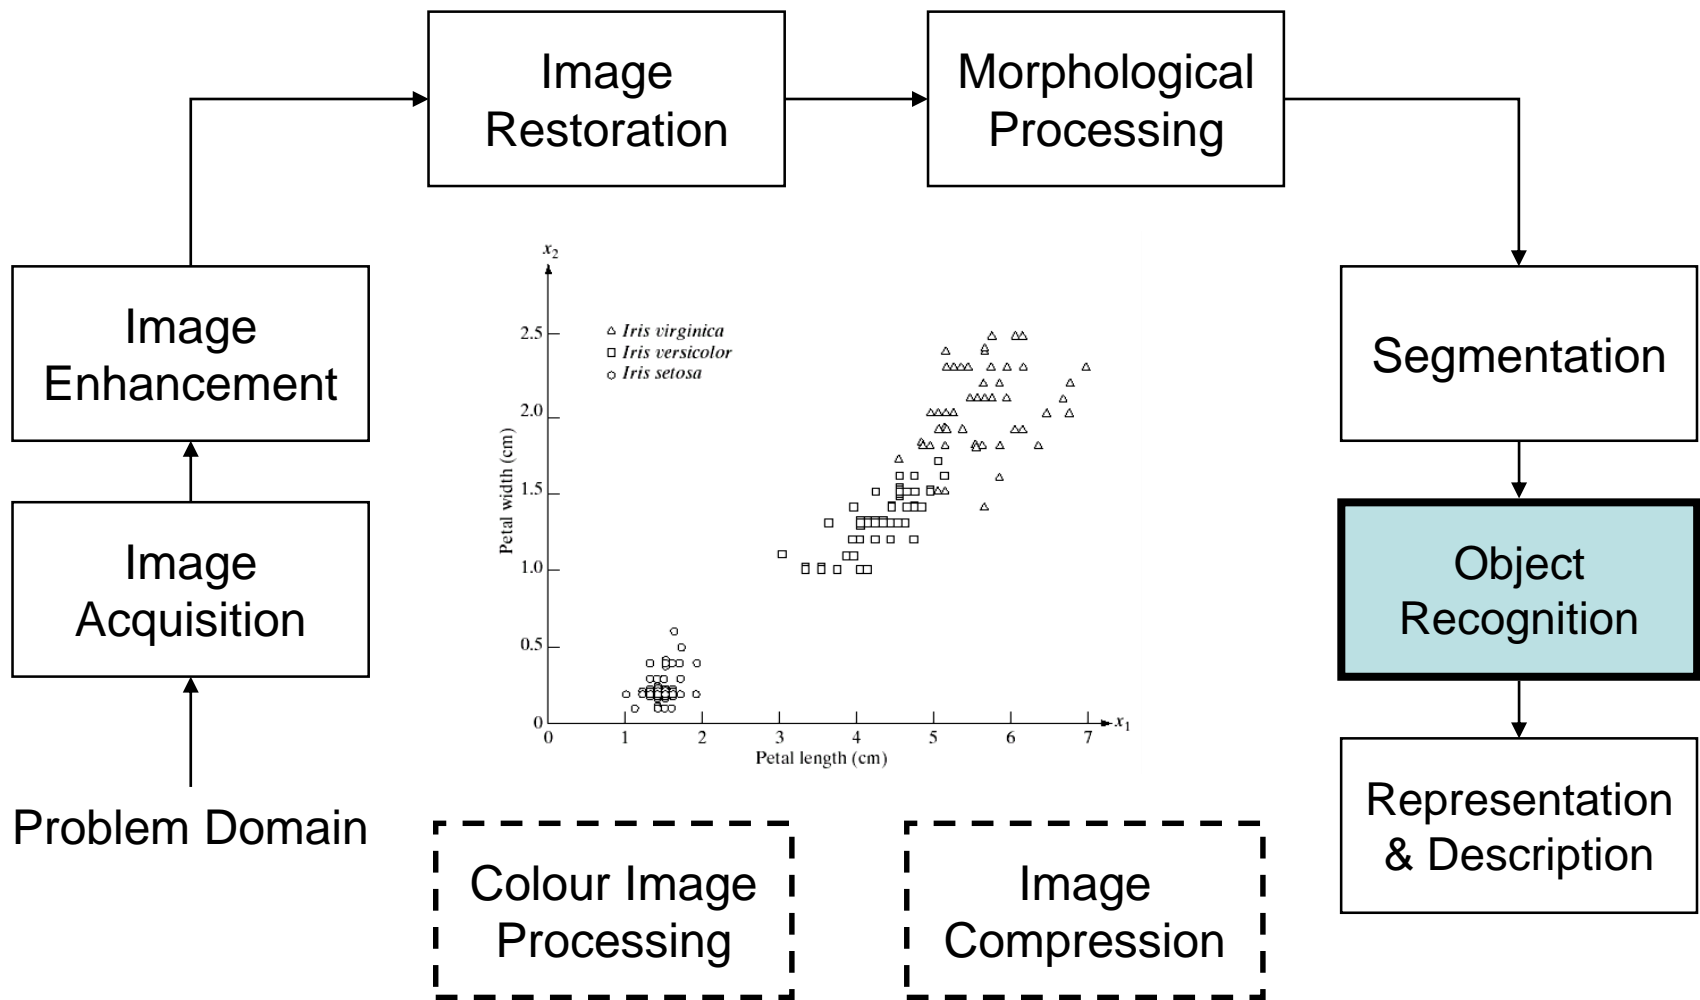 Image
Restoration
Morphological
Processing
Image
Enhancement
Segmentation
Image
Acquisition
Object
Recognition
Problem Domain
Representation
& Description
Colour Image
Processing
Image
Compression
x2
Iris virginica
Iris versicolor
Iris setosa
Petal width (cm)
2.5
2.0
1.5
1.0
0.5
0
0 1 2 3 4 5 6 7
x1
Petal length (cm)